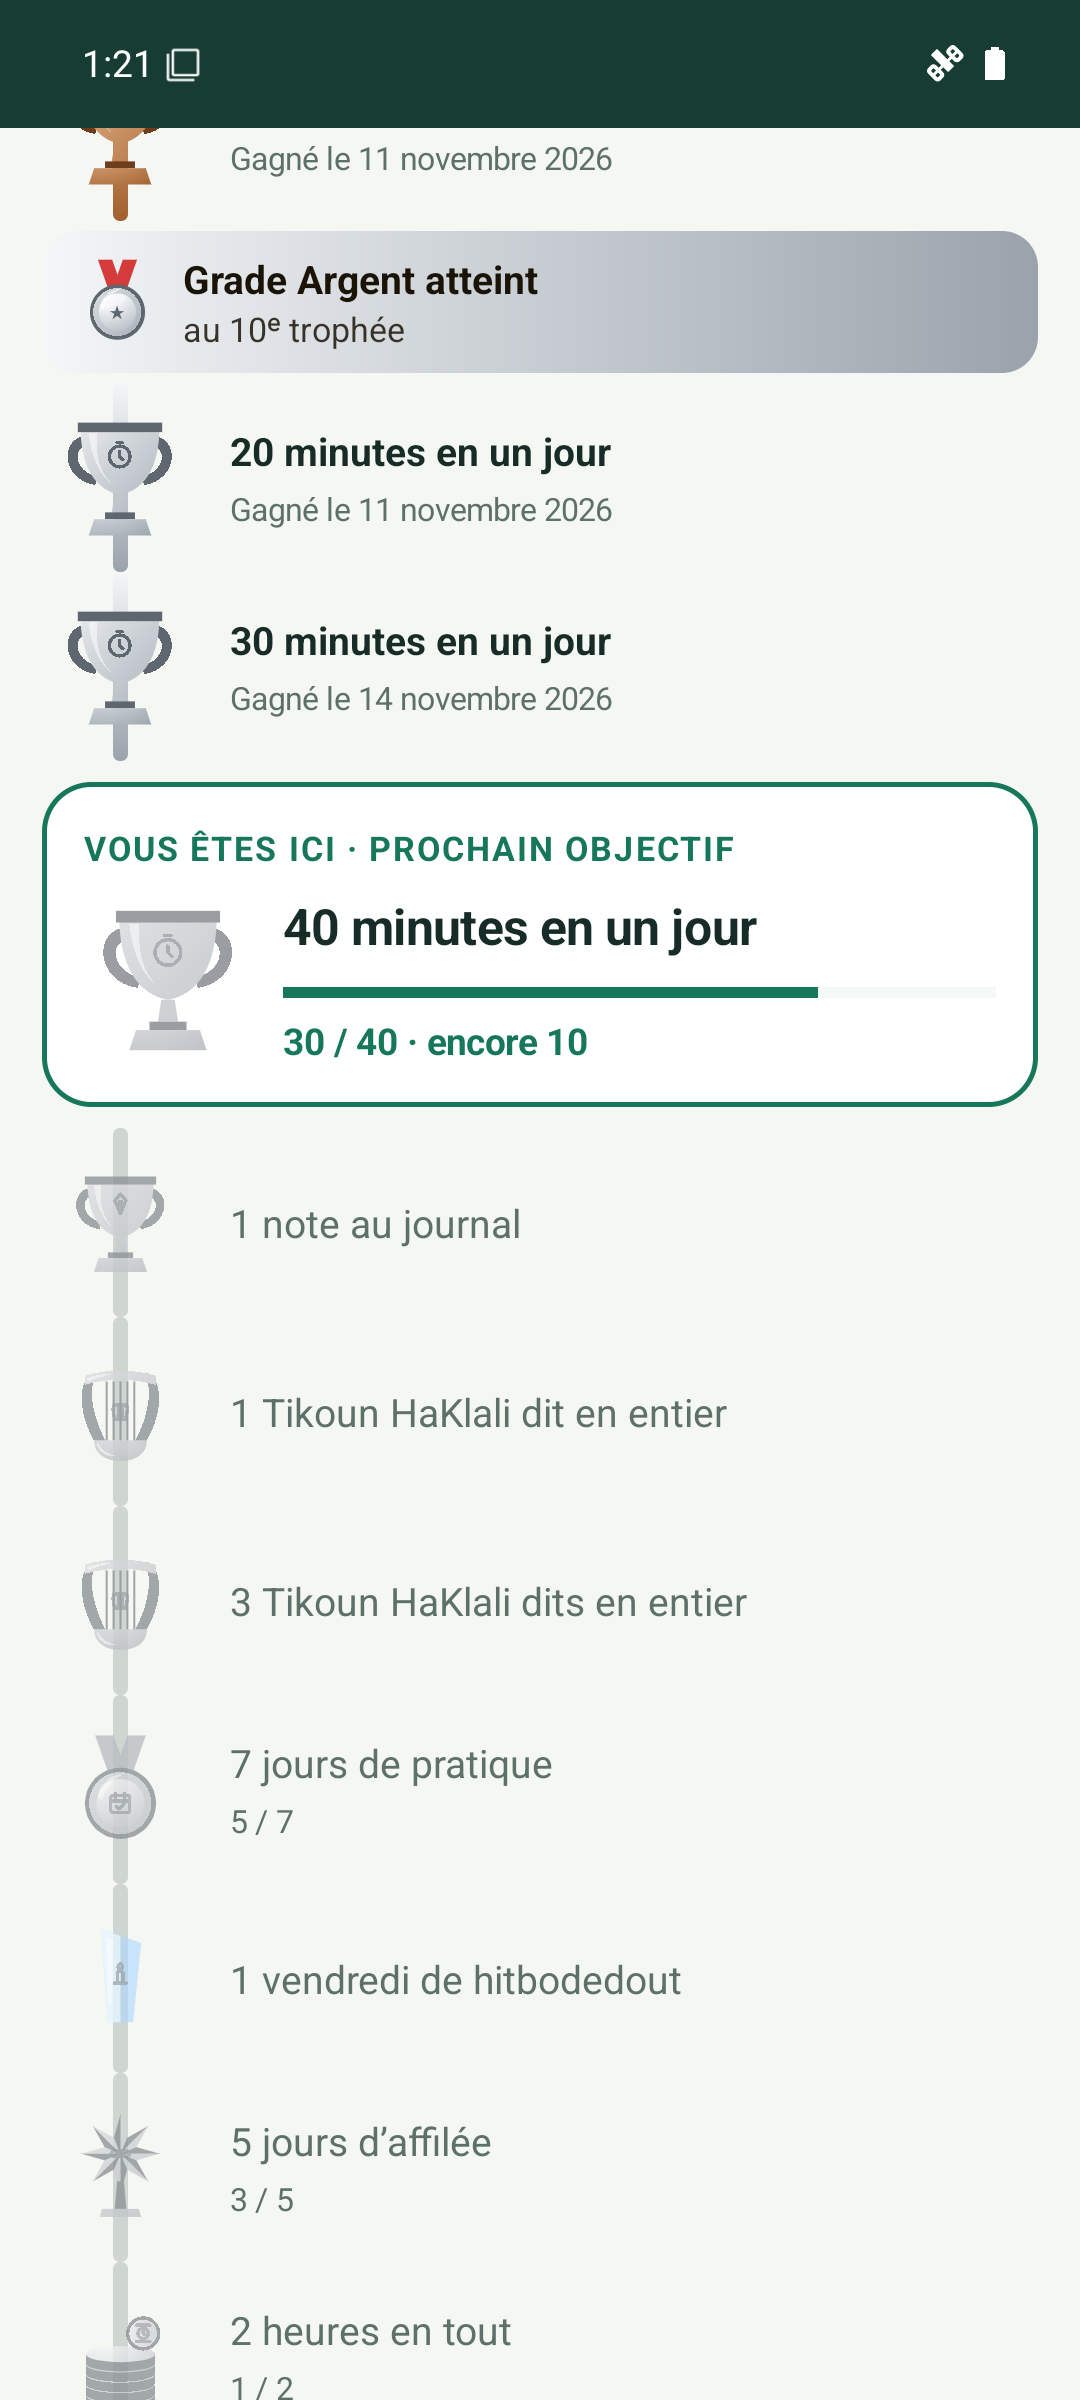 1:21
Gagné le 11 novembre 2026
Grade Argent atteint
au 10ᵉ trophée
20 minutes en un jour
Gagné le 11 novembre 2026
30 minutes en un jour
Gagné le 14 novembre 2026
VOUS ÊTES ICI · PROCHAIN OBJECTIF
40 minutes en un jour
30 / 40 · encore 10
1 note au journal
1 Tikoun HaKlali dit en entier
3 Tikoun HaKlali dits en entier
7 jours de pratique
5 / 7
1 vendredi de hitbodedout
5 jours d’affilée
3 / 5
2 heures en tout
1 / 2